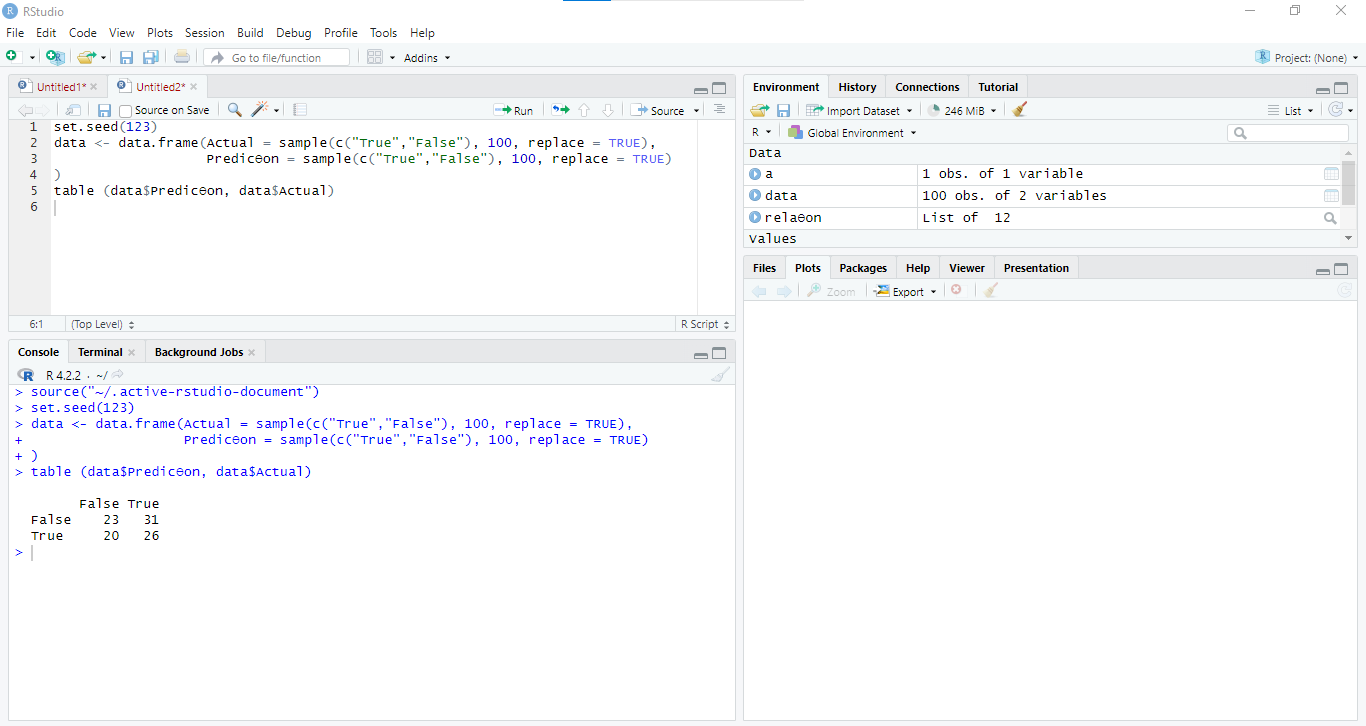 RStudio
File Edit Code View Plots Session Build Debug Profile Tools Help
Go to file/function Addins Project: (None)
Untitled1* Untitled2*
Source on Save Run Source
1 set.seed(123)
2 data <- data.frame(Actual = sample(c("True","False"), 100, replace = TRUE),
3 Predicɵon = sample(c("True","False"), 100, replace = TRUE)
4 )
5 table (data$Predicɵon, data$Actual)
6
6:1 (Top Level) R Script
Console Terminal Background Jobs
R 4.2.2 · ~/
> source("~/.active-rstudio-document")
> set.seed(123)
> data <- data.frame(Actual = sample(c("True","False"), 100, replace = TRUE),
+ Predicɵon = sample(c("True","False"), 100, replace = TRUE)
+ )
> table (data$Predicɵon, data$Actual)
False True
False 23 31
True 20 26
>
Environment History Connections Tutorial
Import Dataset 246 MiB List
R Global Environment
Data
a 1 obs. of 1 variable
data 100 obs. of 2 variables
relaɵon List of 12
Values
Files Plots Packages Help Viewer Presentation
Zoom Export